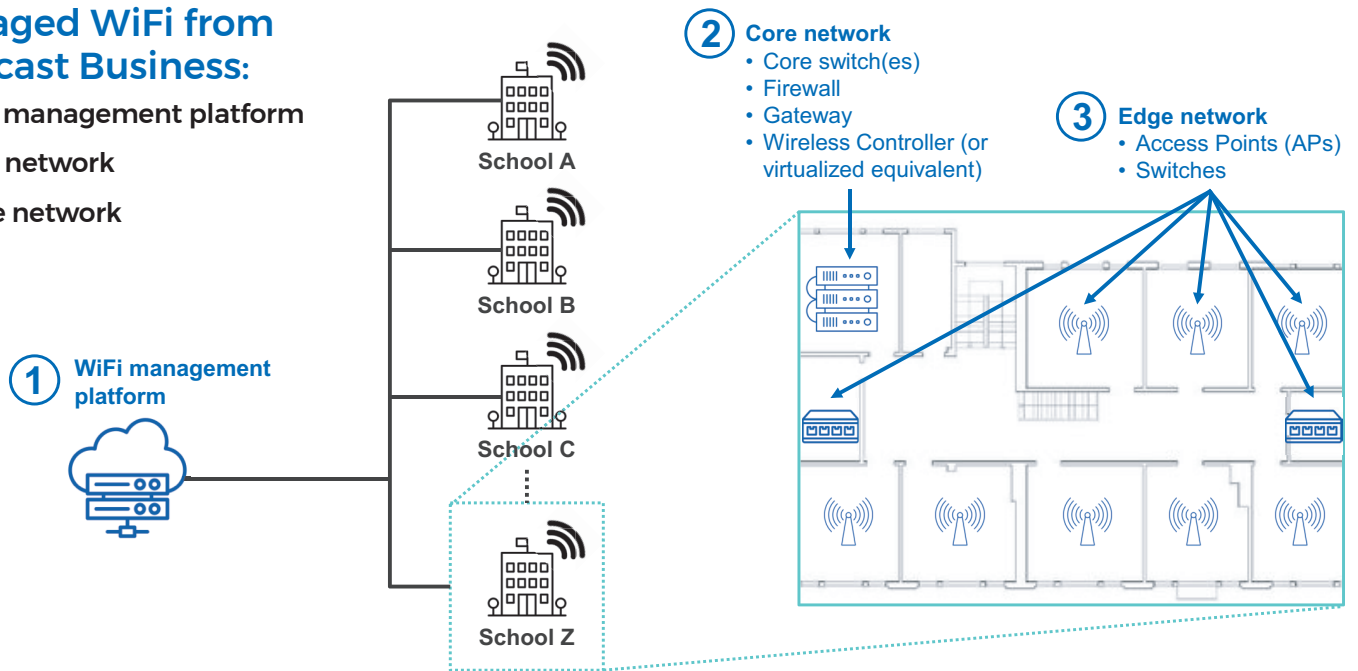 aged WiFi from
cast Business:
management platform
network
e network
1 WiFi management
platform
School A
School B
School C
School Z
2 Core network
• Core switch(es)
• Firewall
• Gateway
• Wireless Controller (or
virtualized equivalent)
3 Edge network
• Access Points (APs)
• Switches